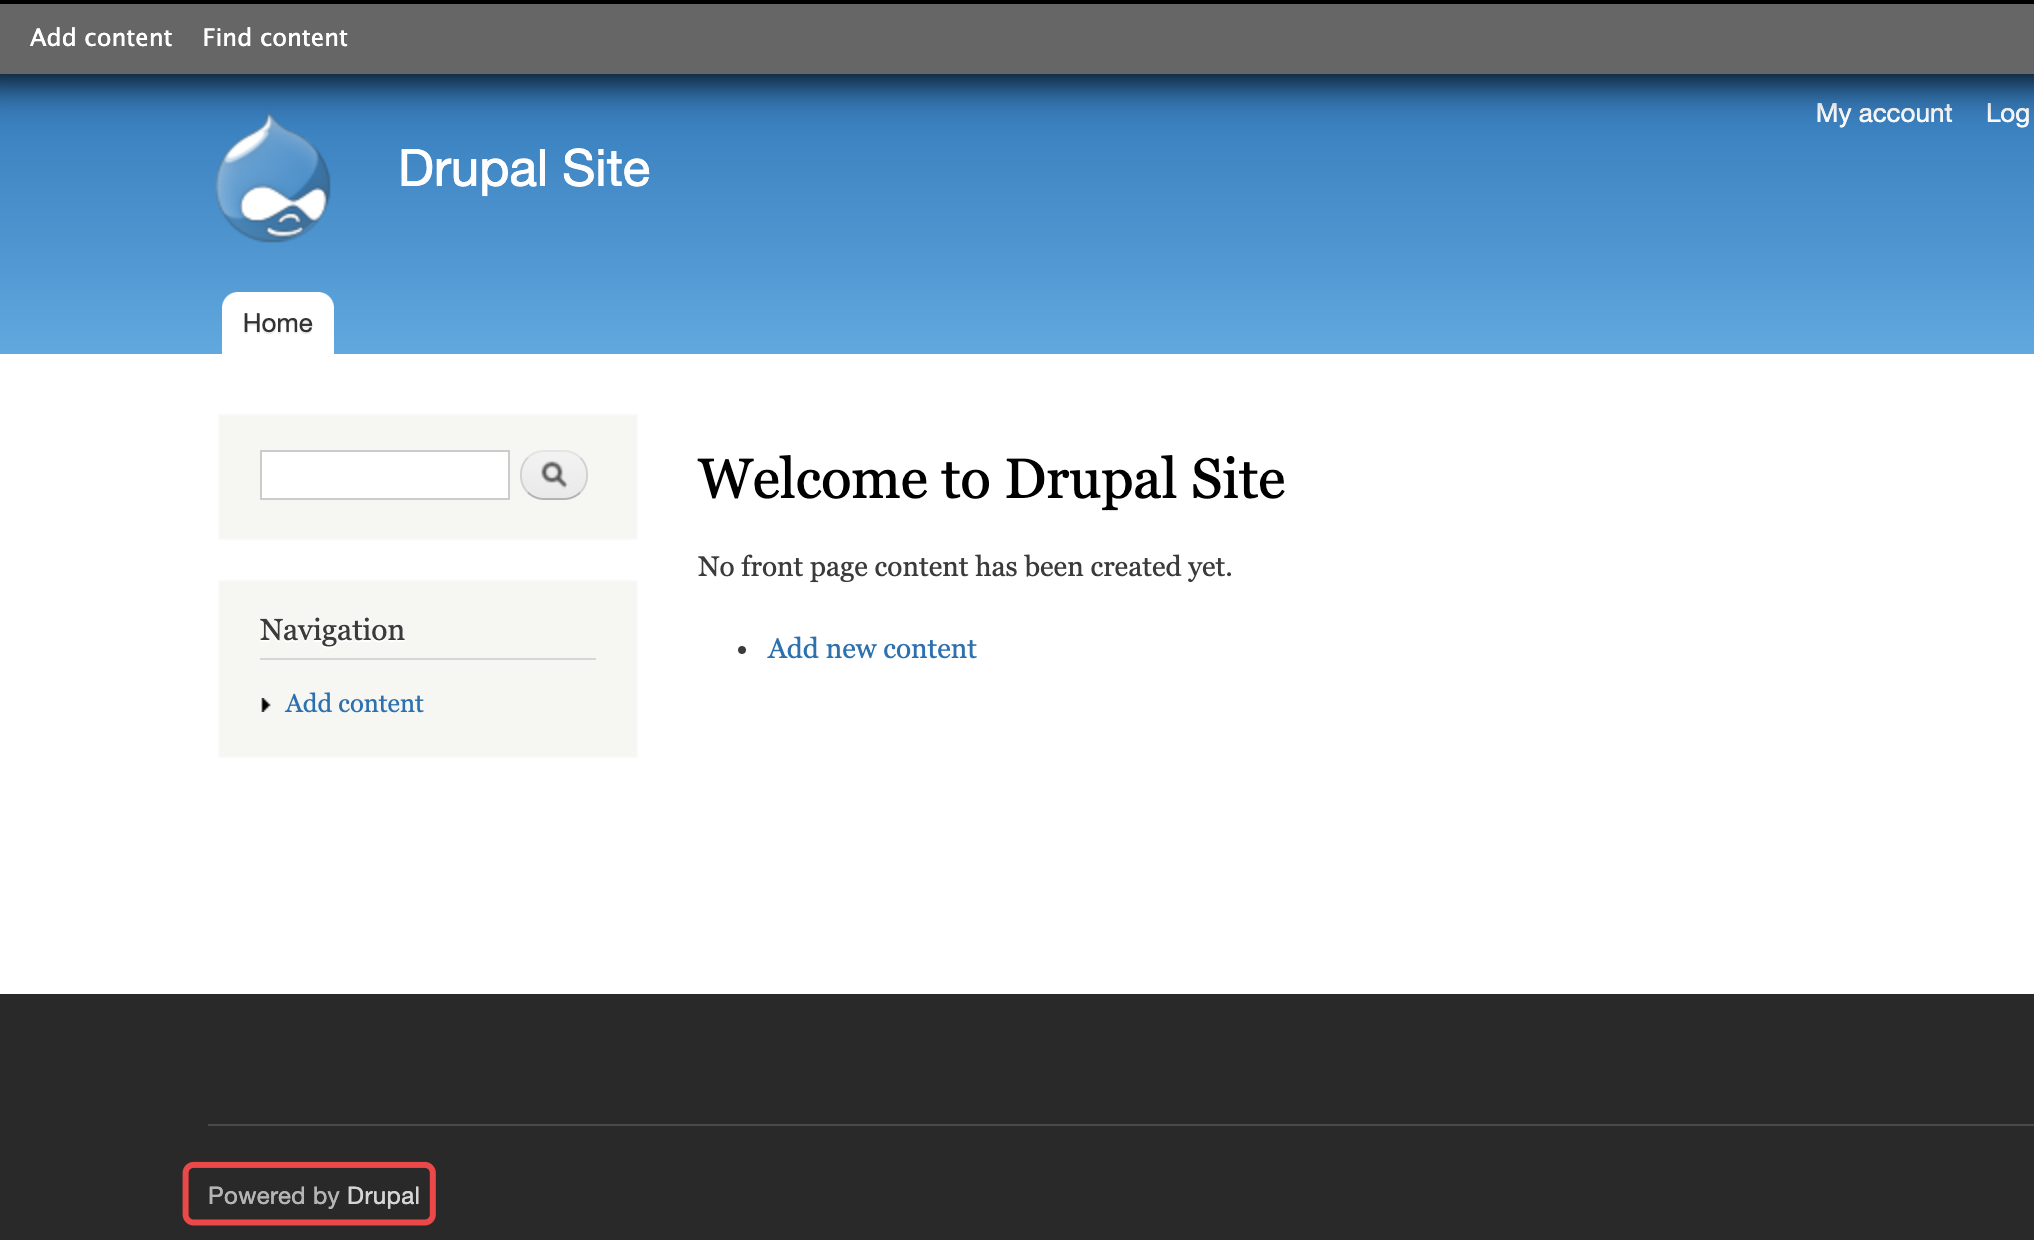 Add content Find content
My account Log
Drupal Site
Home
Welcome to Drupal Site
No front page content has been created yet.
Add new content
Navigation
Add content
Powered by Drupal